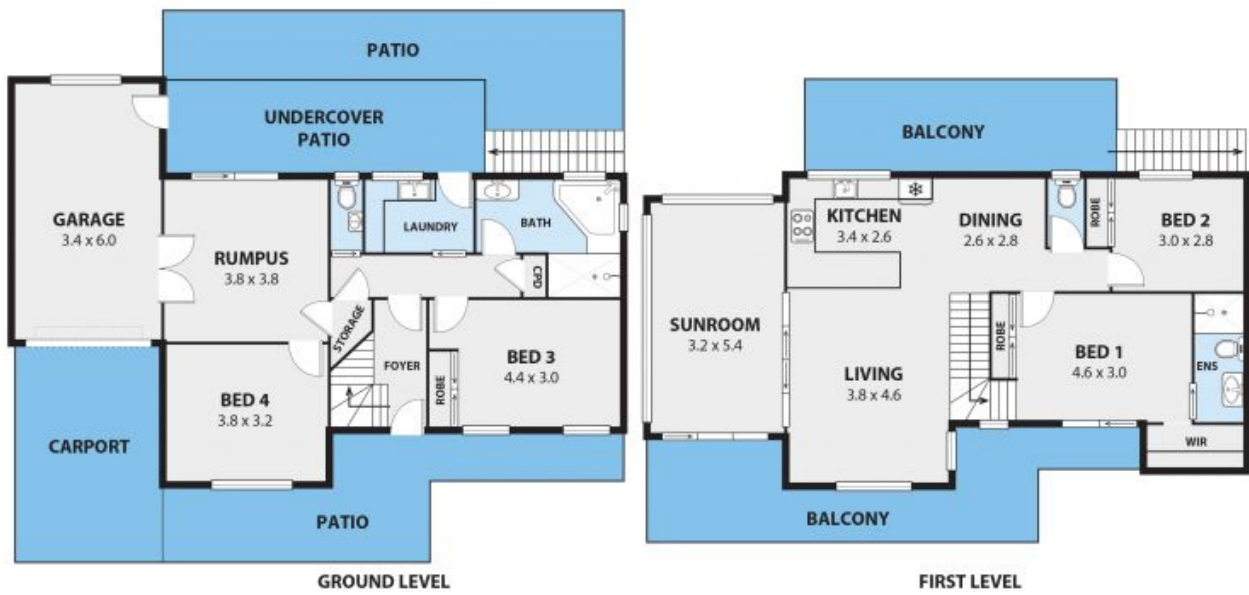 PATIO
UNDERCOVER
PATIO
GARAGE
3.4 x 6.0
RUMPUS
3.8 x 3.8
LAUNDRY
BATH
CPD
STORAGE
FOYER
ROBE
BED 3
4.4 x 3.0
BED 4
3.8 x 3.2
CARPORT
PATIO
GROUND LEVEL
BALCONY
KITCHEN
3.4 x 2.6
DINING
2.6 x 2.8
ROBE
BED 2
3.0 x 2.8
SUNROOM
3.2 x 5.4
LIVING
3.8 x 4.6
ROBE
BED 1
4.6 x 3.0
ENS
WIR
BALCONY
FIRST LEVEL